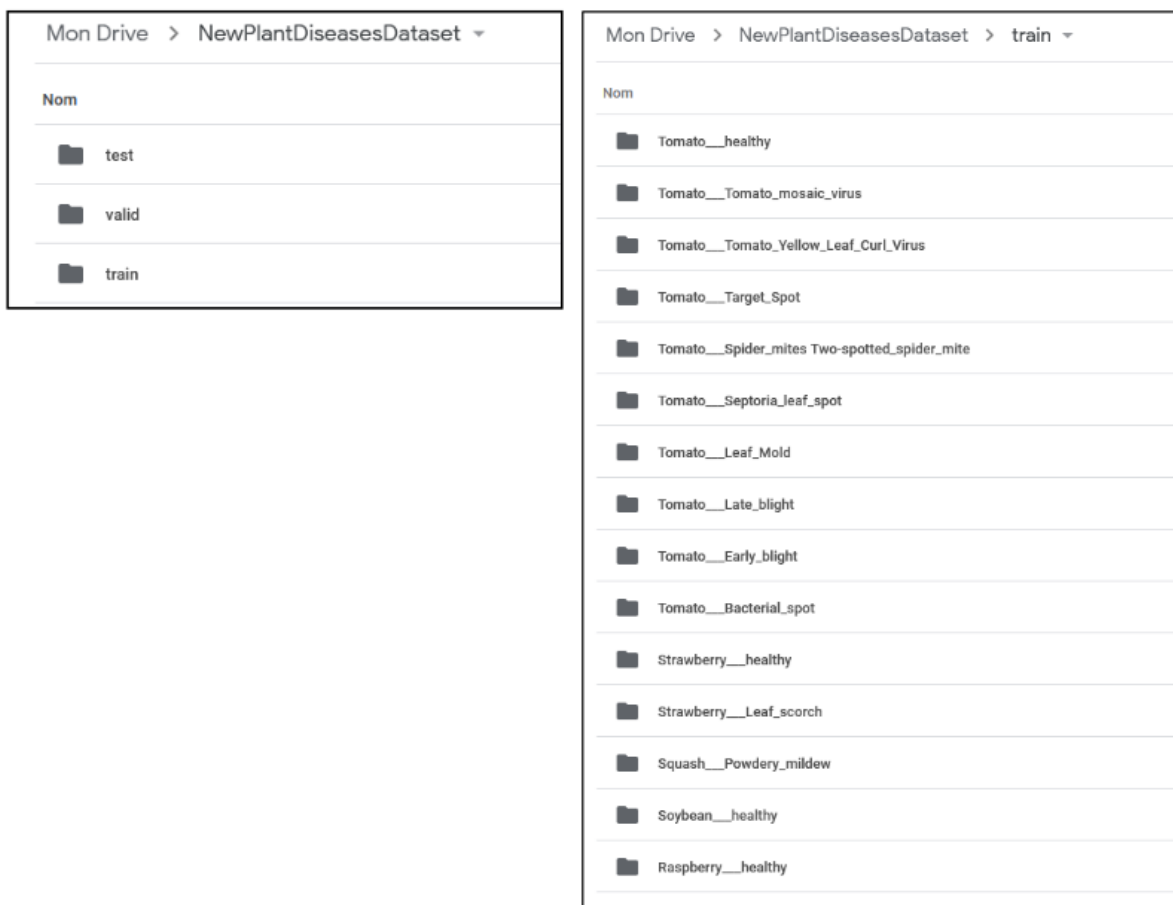 Mon Drive > NewPlantDiseasesDataset
Nom
test
valid
train
Mon Drive > NewPlantDiseasesDataset > train
Nom
Tomato___healthy
Tomato___Tomato_mosaic_virus
Tomato___Tomato_Yellow_Leaf_Curl_Virus
Tomato___Target_Spot
Tomato___Spider_mites Two-spotted_spider_mite
Tomato___Septoria_leaf_spot
Tomato___Leaf_Mold
Tomato___Late_blight
Tomato___Early_blight
Tomato___Bacterial_spot
Strawberry___healthy
Strawberry___Leaf_scorch
Squash___Powdery_mildew
Soybean___healthy
Raspberry___healthy